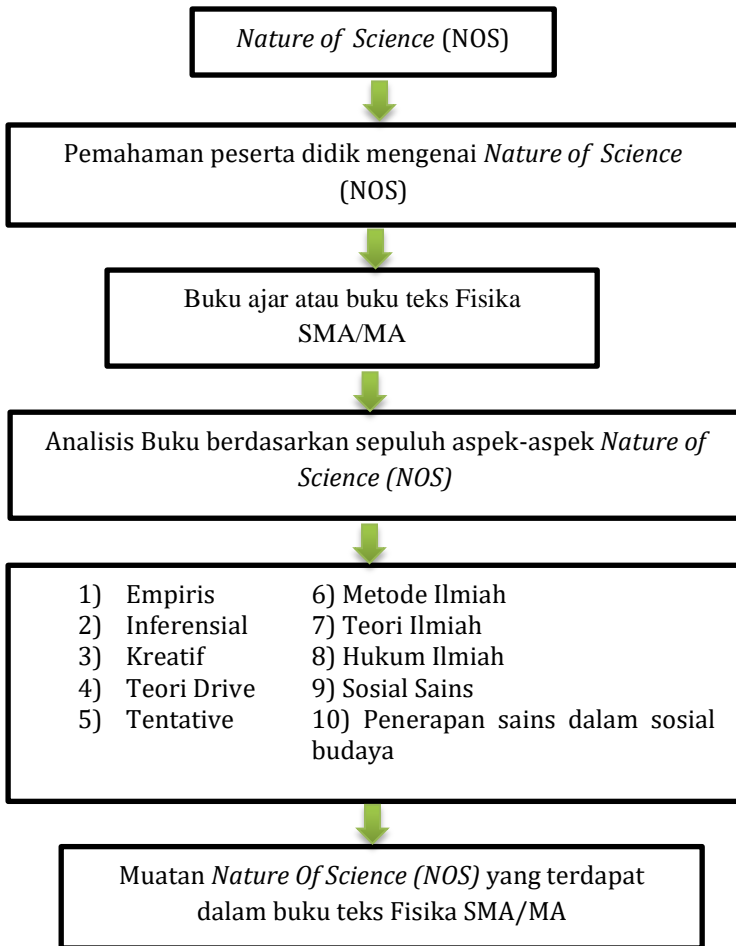 Nature of Science (NOS)
Pemahaman peserta didik mengenai Nature of Science
(NOS)
Buku ajar atau buku teks Fisika
SMA/MA
Analisis Buku berdasarkan sepuluh aspek-aspek Nature of
Science (NOS)
1) Empiris
2) Inferensial
3) Kreatif
4) Teori Drive
5) Tentative
6) Metode Ilmiah
7) Teori Ilmiah
8) Hukum Ilmiah
9) Sosial Sains
10) Penerapan sains dalam sosial
budaya
Muatan Nature Of Science (NOS) yang terdapat
dalam buku teks Fisika SMA/MA